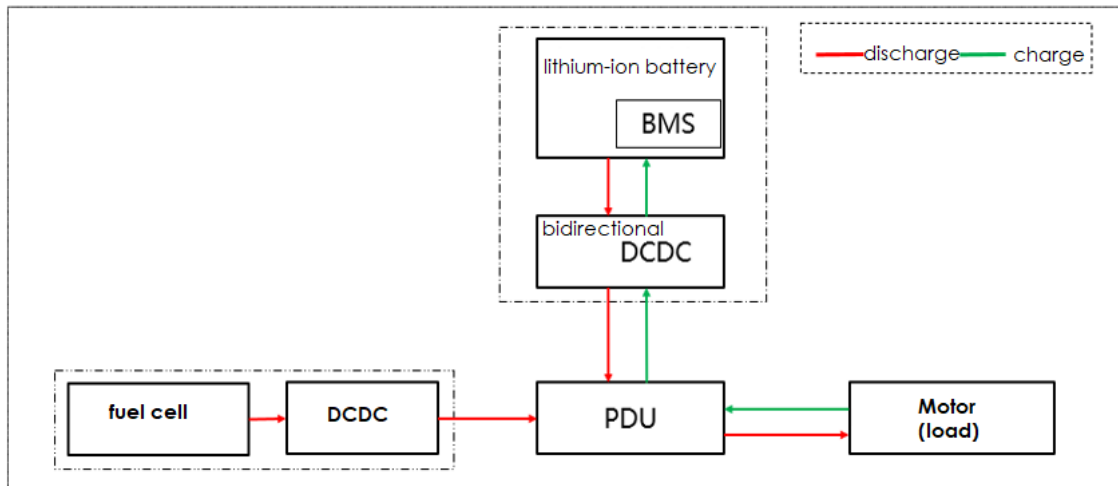 lithium-ion battery
BMS
discharge
charge
bidirectional
DCDC
fuel cell
DCDC
PDU
Motor
(load)